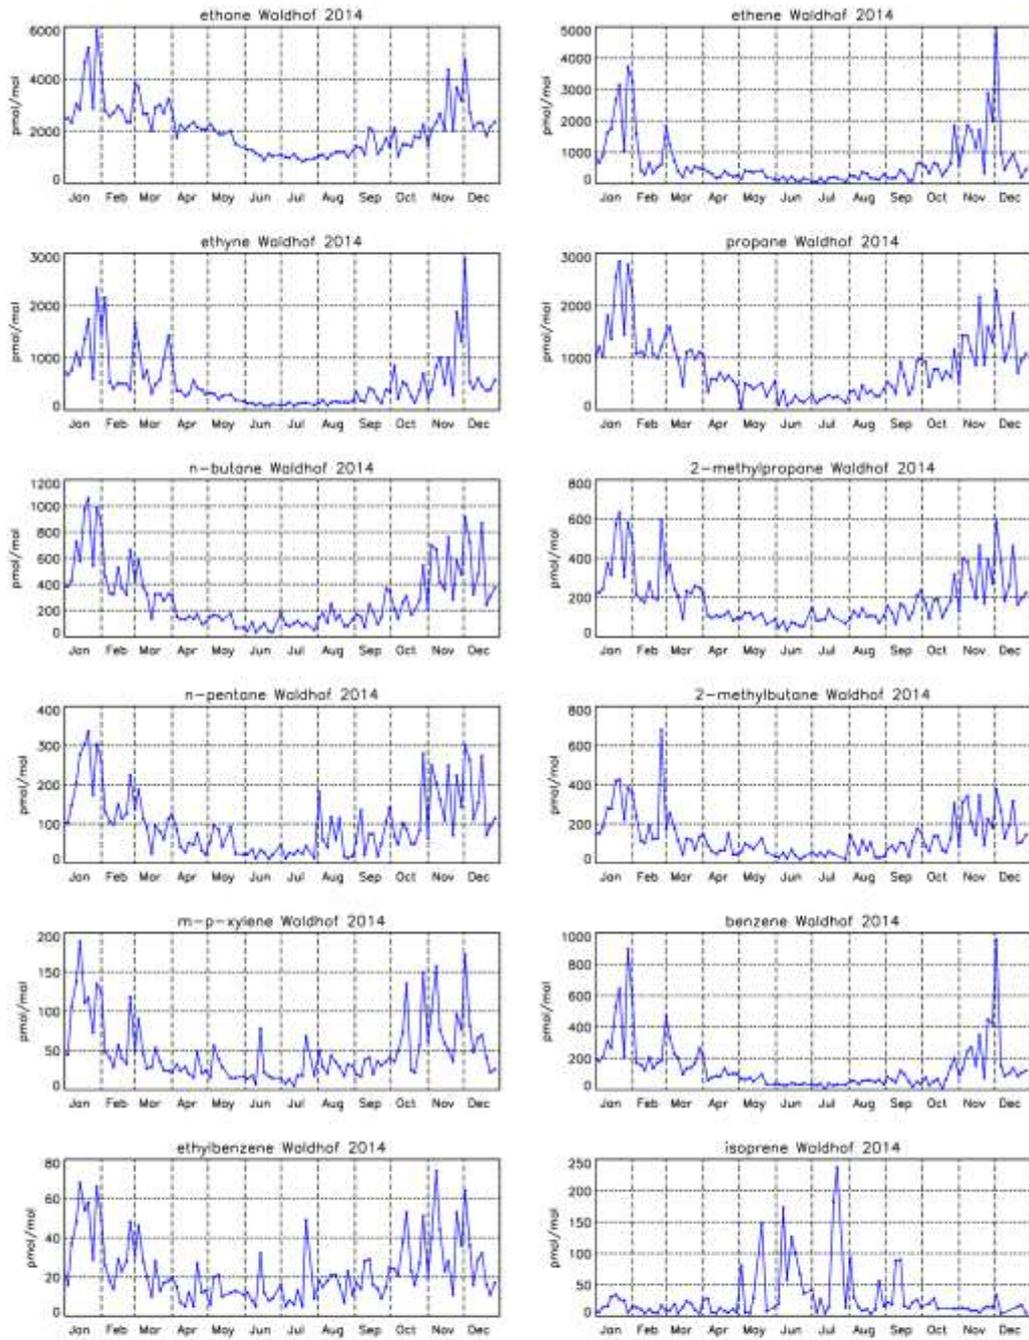 ethane Waldhof 2014
pmol/mol
6000
4000
2000
0
Jan Feb Mar Apr May Jun Jul Aug Sep Oct Nov Dec
ethene Waldhof 2014
pmol/mol
5000
4000
3000
2000
1000
0
Jan Feb Mar Apr May Jun Jul Aug Sep Oct Nov Dec
ethyne Waldhof 2014
pmol/mol
3000
2000
1000
0
Jan Feb Mar Apr May Jun Jul Aug Sep Oct Nov Dec
propane Waldhof 2014
pmol/mol
3000
2000
1000
0
Jan Feb Mar Apr May Jun Jul Aug Sep Oct Nov Dec
n-butane Waldhof 2014
pmol/mol
1200
1000
800
600
400
200
0
Jan Feb Mar Apr May Jun Jul Aug Sep Oct Nov Dec
2-methylpropane Waldhof 2014
pmol/mol
800
600
400
200
0
Jan Feb Mar Apr May Jun Jul Aug Sep Oct Nov Dec
n-pentane Waldhof 2014
pmol/mol
400
300
200
100
0
Jan Feb Mar Apr May Jun Jul Aug Sep Oct Nov Dec
2-methylbutane Waldhof 2014
pmol/mol
800
600
400
200
0
Jan Feb Mar Apr May Jun Jul Aug Sep Oct Nov Dec
m-p-xylene Waldhof 2014
pmol/mol
200
150
100
50
0
Jan Feb Mar Apr May Jun Jul Aug Sep Oct Nov Dec
benzene Waldhof 2014
pmol/mol
1000
800
600
400
200
0
Jan Feb Mar Apr May Jun Jul Aug Sep Oct Nov Dec
ethylbenzene Waldhof 2014
pmol/mol
80
60
40
20
0
Jan Feb Mar Apr May Jun Jul Aug Sep Oct Nov Dec
isoprene Waldhof 2014
pmol/mol
250
200
150
100
50
0
Jan Feb Mar Apr May Jun Jul Aug Sep Oct Nov Dec